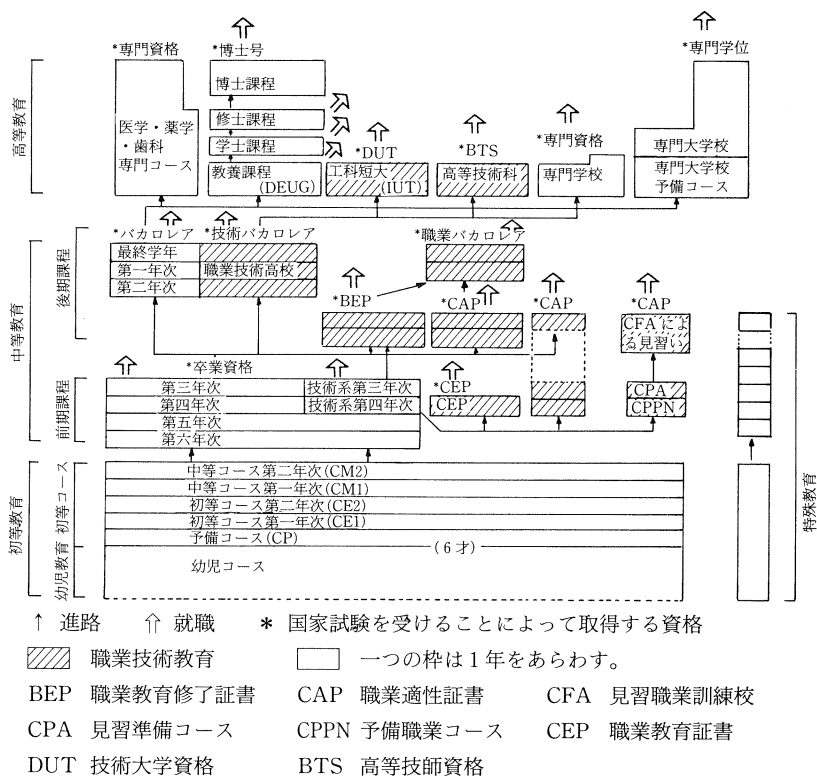 *専門資格
*博士号
*専門学位
博士課程
修士課程
学士課程
教養課程
(DEUG)
医学・薬学
・歯科
専門コース
*DUT
工科短大
(IUT)
*BTS
高等技術科
*専門資格
専門学校
専門大学校
専門大学校
予備コース
高等教育
*バカロレア
*技術バカロレア
*職業バカロレア
最終学年
第一年次
第二年次
職業技術高校
*BEP
*CAP
*CAP
*CAP
CFAによ
る見習い
後期課程
中等教育
*卒業資格
第三年次
技術系第三年次
第四年次
技術系第四年次
第五年次
第六年次
*CEP
CEP
CPA
CPPN
前期課程
中等コース第二年次(CM2)
中等コース第一年次(CM1)
初等コース第二年次(CE2)
初等コース第一年次(CE1)
予備コース(CP)
(6才)
幼児コース
初等教育
初等コース
幼児教育
特殊教育
↑ 進路 ⇧ 就職 * 国家試験を受けることによって取得する資格
職業技術教育 一つの枠は1年をあらわす。
BEP 職業教育修了証書 CAP 職業適性証書 CFA 見習職業訓練校
CPA 見習準備コース CPPN 予備職業コース CEP 職業教育証書
DUT 技術大学資格 BTS 高等技師資格